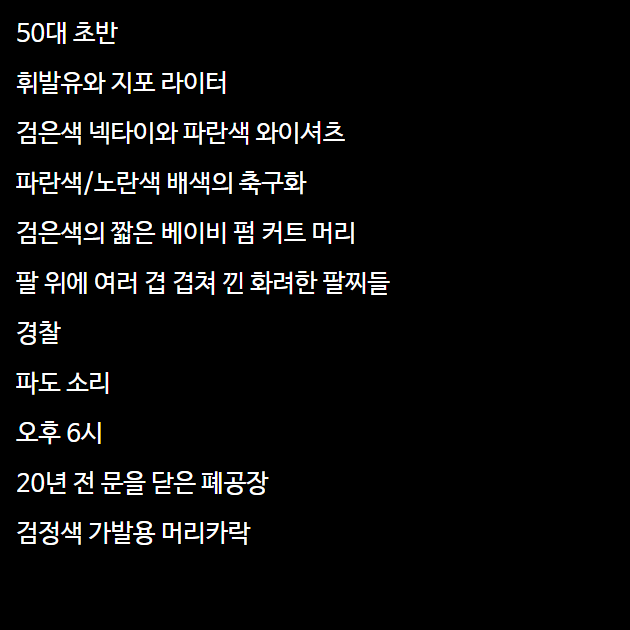 50대 초반
휘발유와 지포 라이터
검은색 넥타이와 파란색 와이셔츠
파란색/노란색 배색의 축구화
검은색의 짧은 베이비 펌 커트 머리
팔 위에 여러 겹 겹쳐 낀 화려한 팔찌들
경찰
파도 소리
오후 6시
20년 전 문을 닫은 폐공장
검정색 가발용 머리카락